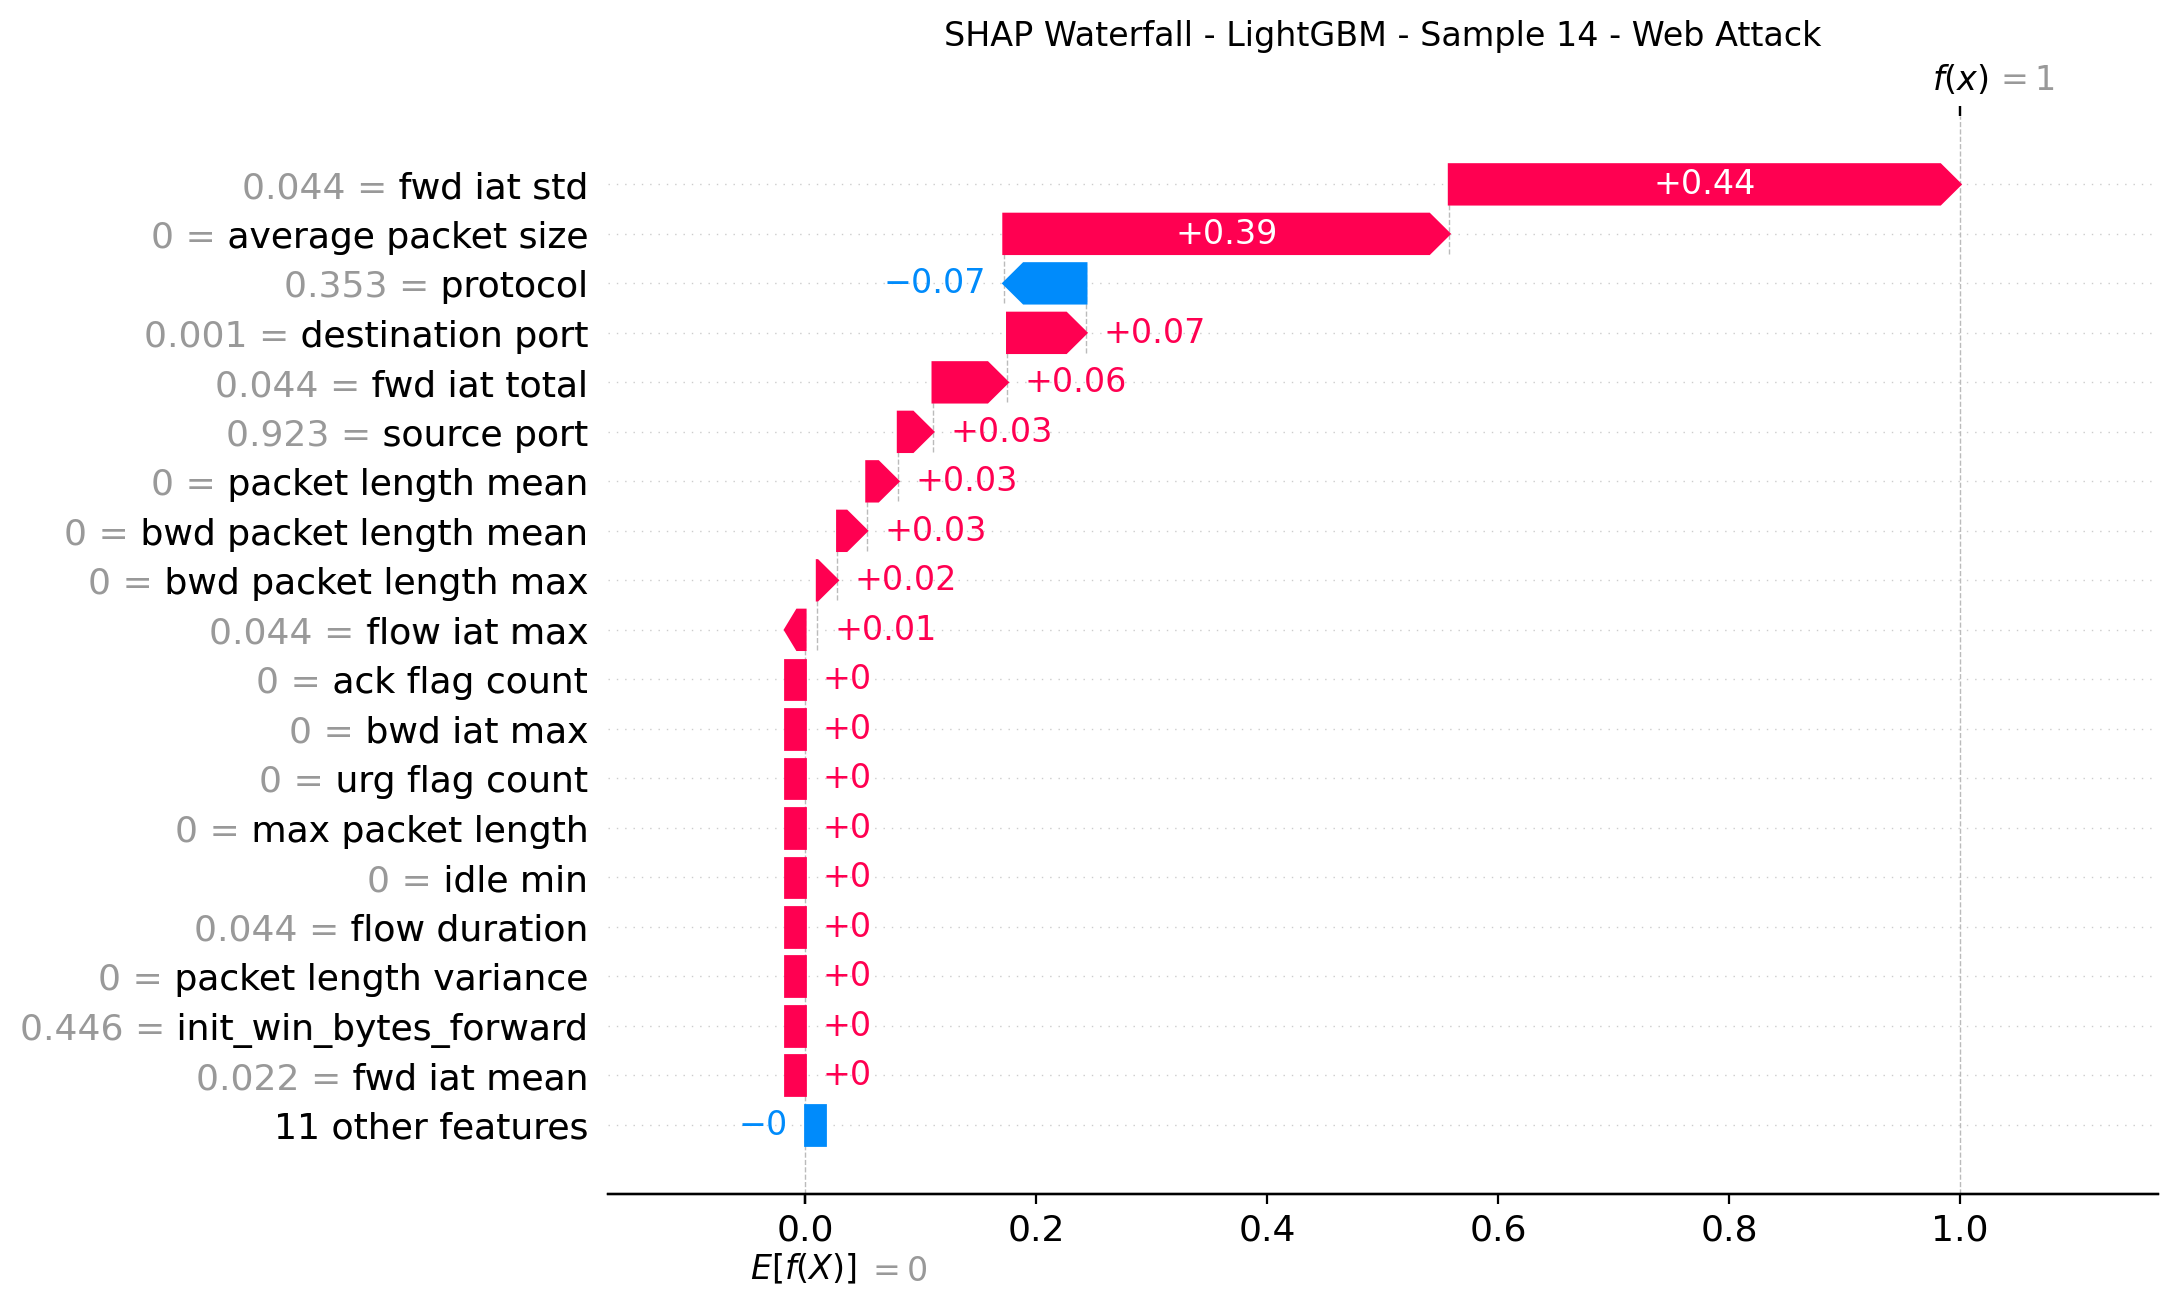 SHAP Waterfall - LightGBM - Sample 14 - Web Attack
f(x) = 1
0.044 = fwd iat std +0.44
0 = average packet size +0.39
0.353 = protocol −0.07
0.001 = destination port +0.07
0.044 = fwd iat total +0.06
0.923 = source port +0.03
0 = packet length mean +0.03
0 = bwd packet length mean +0.03
0 = bwd packet length max +0.02
0.044 = flow iat max +0.01
0 = ack flag count +0
0 = bwd iat max +0
0 = urg flag count +0
0 = max packet length +0
0 = idle min +0
0.044 = flow duration +0
0 = packet length variance +0
0.446 = init_win_bytes_forward +0
0.022 = fwd iat mean +0
11 other features −0
0.0 0.2 0.4 0.6 0.8 1.0
E[f(X)] = 0